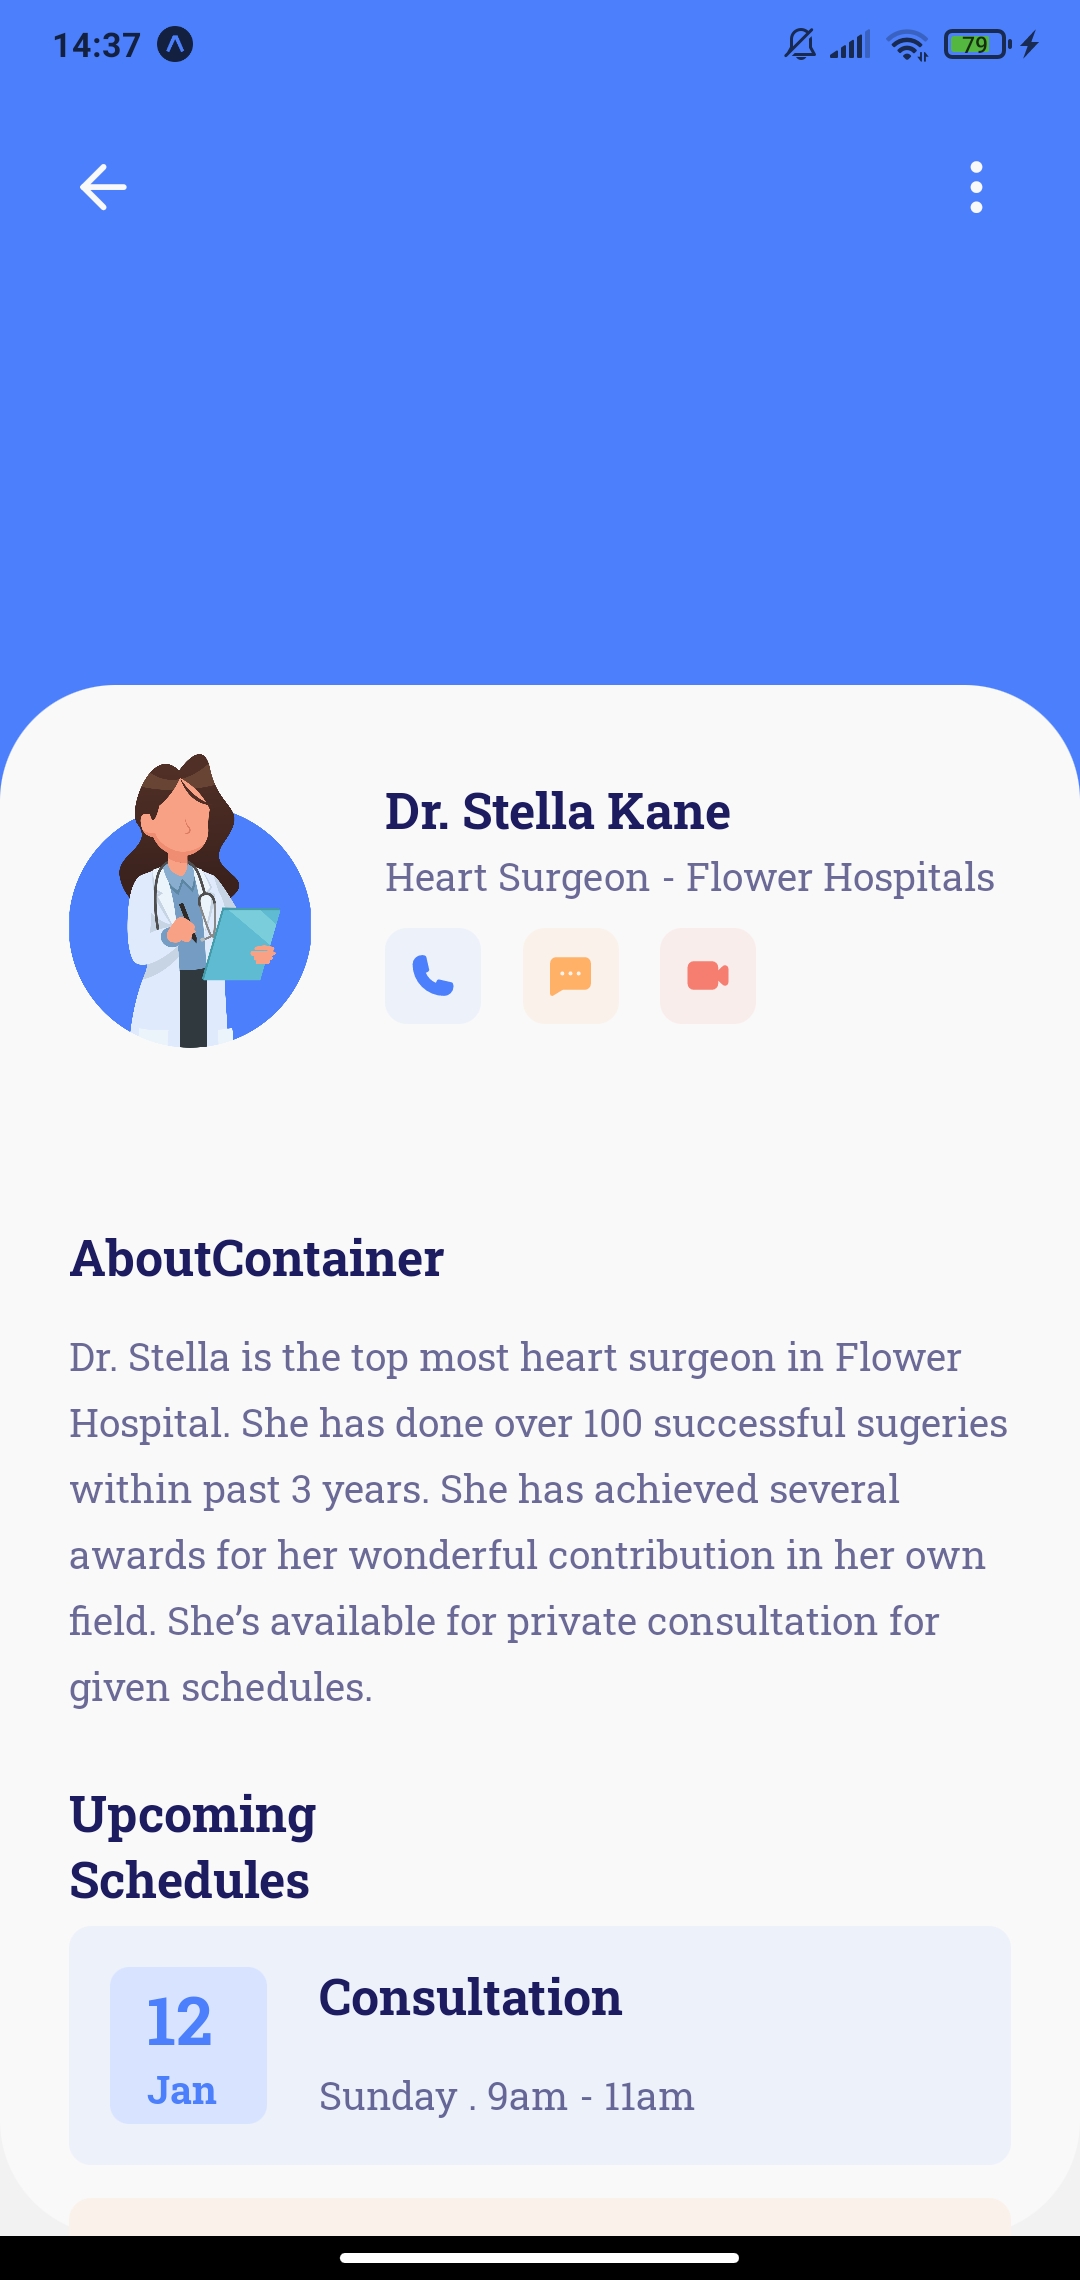 14:37
79
Dr. Stella Kane
Heart Surgeon - Flower Hospitals
AboutContainer
Dr. Stella is the top most heart surgeon in Flower
Hospital. She has done over 100 successful sugeries
within past 3 years. She has achieved several
awards for her wonderful contribution in her own
field. She’s available for private consultation for
given schedules.
Upcoming
Schedules
12
Jan
Consultation
Sunday . 9am - 11am